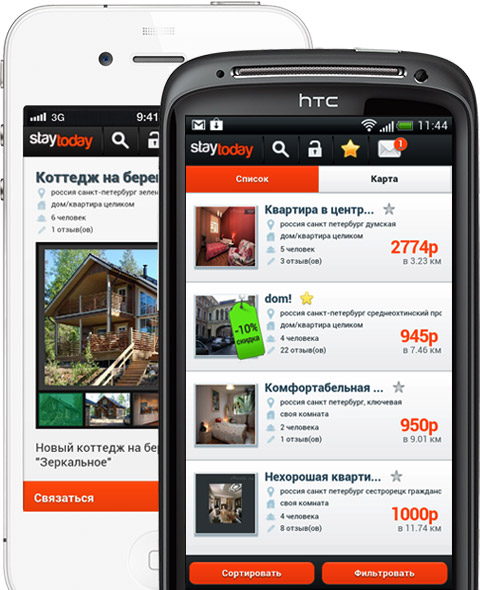 3G 9:41
staytoday
Коттедж на бере
россия санкт-петербург зелен
дом/квартира целиком
6 человек
1 отзыв(ов)
Новый коттедж на бер
"Зеркальное"
Связаться
hTC
11:44
staytoday
1
Список
Карта
Квартира в центр...
россия санкт петербург думская
дом/квартира целиком
5 человек
3 отзыв(ов)
2774р
в 3.23 км
dom!
россия санкт-петербург среднеохтинский про
дом/квартира целиком
4 человека
22 отзыв(ов)
-10%
скидка
945р
в 7.46 км
Комфортабельная ...
россия санкт петербург, ключевая
своя комната
2 человека
1 отзыв(ов)
950р
в 9.01 км
Нехорошая кварти...
россия санкт петербург сестрорецк гражданс
своя комната
4 человека
8 отзыв(ов)
1000р
в 11.74 км
Сортировать
Фильтровать